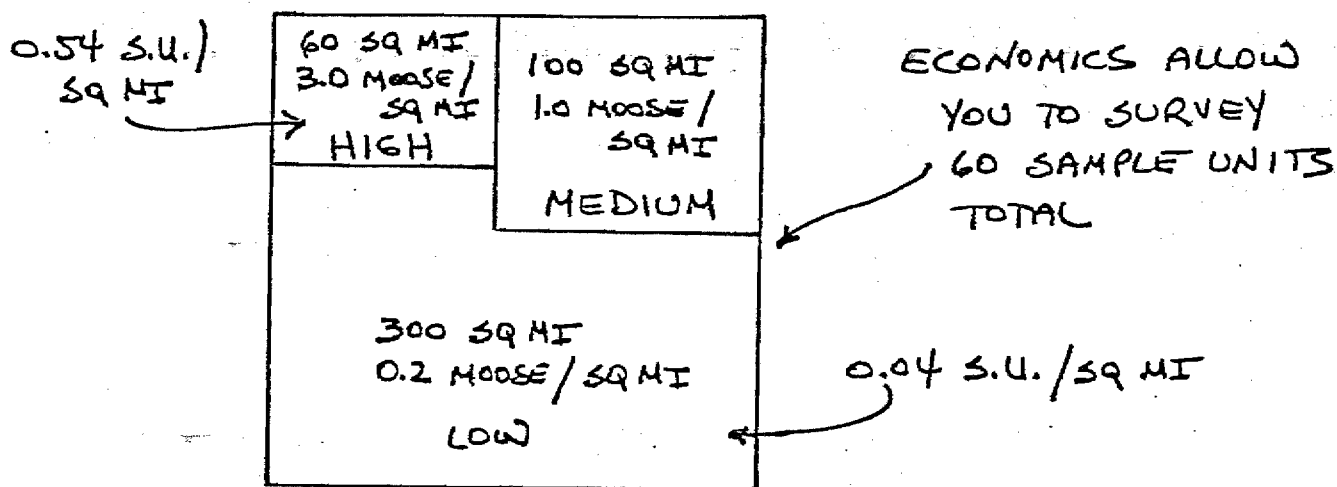 0.54 S.U./
SQ MI
60 SQ MI
3.0 MOOSE/
SQ MI
HIGH
100 SQ MI
1.0 MOOSE/
SQ MI
MEDIUM
ECONOMICS ALLOW
YOU TO SURVEY
60 SAMPLE UNITS
TOTAL
300 SQ MI
0.2 MOOSE/SQ MI
LOW
0.04 S.U./SQ MI